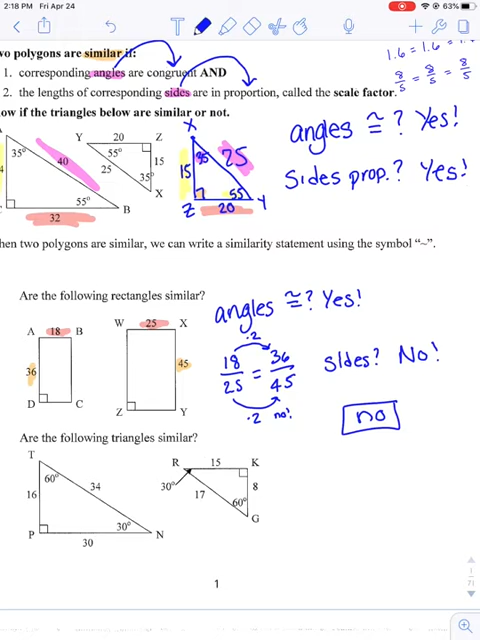 2:18 PM Fri Apr 24
63%
two polygons are similar if:
1. corresponding angles are congruent AND
2. the lengths of corresponding sides are in proportion, called the scale factor.
now if the triangles below are similar or not.
1.6 = 1.6 =
8/5 = 8/5 = 8/5
angles ≅? Yes!
Sides prop.? Yes!
35° 40 55° B 32
Y 20 Z 55° 25 15 35° X
X 35 25 15 55 Z 20 Y
When two polygons are similar, we can write a similarity statement using the symbol “~”.
Are the following rectangles similar?
angles ≅? Yes!
A 18 B 36 D C
W 25 X 45 Z Y
·2
18/25 = 36/45
·2 no!
Sides? No!
no
Are the following triangles similar?
T 60° 34 16 30° P 30 N
R 15 K 30° 17 8 60° G
1